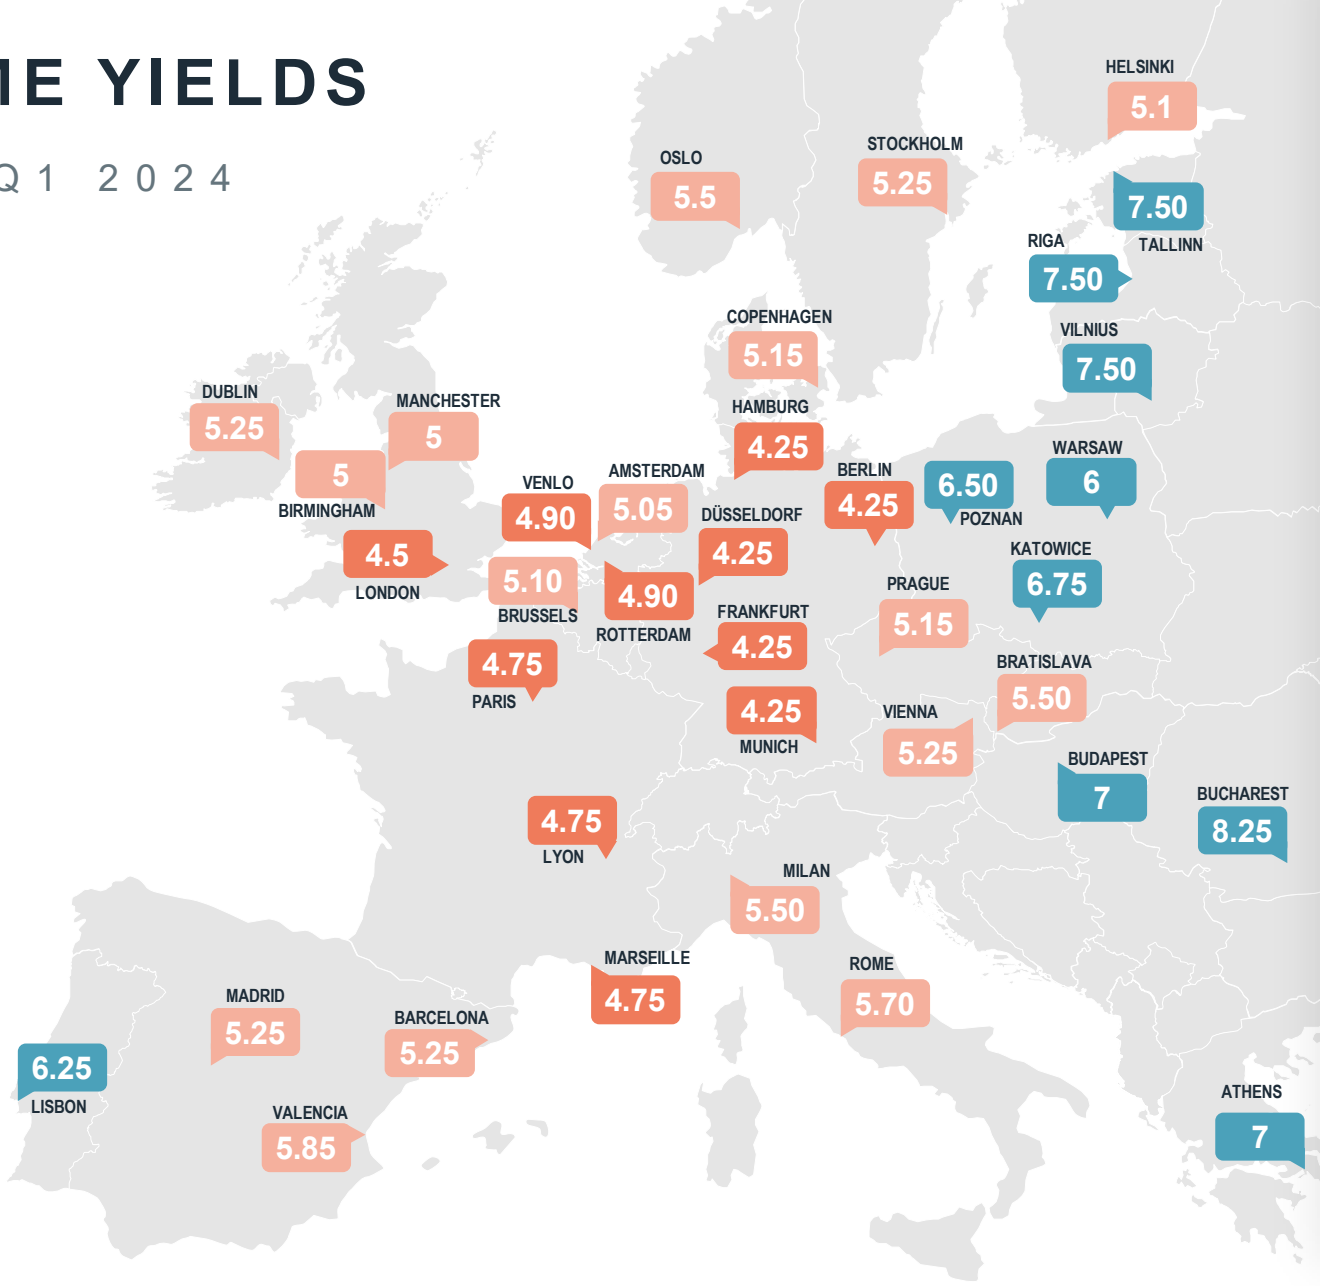 ME YIELDS
Q1 2024
HELSINKI
5.1
STOCKHOLM
5.25
OSLO
5.5
7.50
TALLINN
RIGA
7.50
COPENHAGEN
5.15
VILNIUS
7.50
DUBLIN
5.25
MANCHESTER
5
HAMBURG
4.25
5
BIRMINGHAM
VENLO
4.90
AMSTERDAM
5.05
BERLIN
4.25
6.50
POZNAN
WARSAW
6
DÜSSELDORF
4.25
4.5
LONDON
5.10
BRUSSELS
4.90
ROTTERDAM
KATOWICE
6.75
PRAGUE
5.15
FRANKFURT
4.25
4.75
PARIS
BRATISLAVA
5.50
4.25
MUNICH
VIENNA
5.25
BUDAPEST
7
BUCHAREST
8.25
4.75
LYON
MILAN
5.50
MARSEILLE
4.75
ROME
5.70
MADRID
5.25
BARCELONA
5.25
6.25
LISBON
VALENCIA
5.85
ATHENS
7